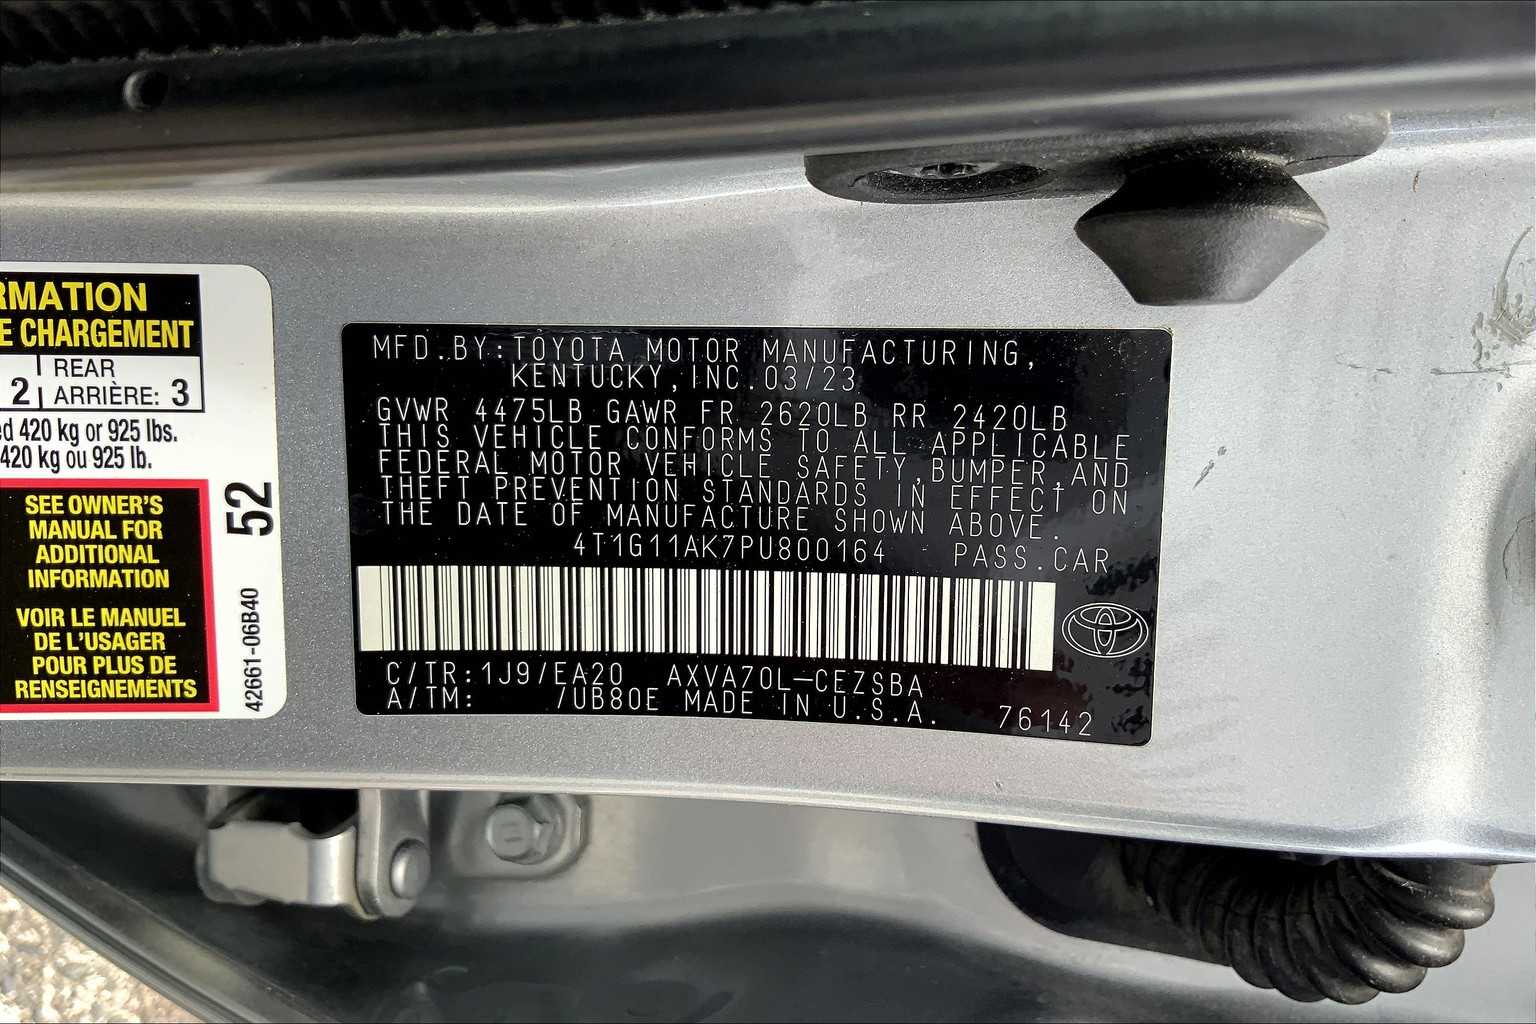 RMATION
E CHARGEMENT
2 REAR
ARRIÈRE: 3
ed 420 kg or 925 lbs.
420 kg ou 925 lb.
SEE OWNER'S
MANUAL FOR
ADDITIONAL
INFORMATION
VOIR LE MANUEL
DE L'USAGER
POUR PLUS DE
RENSEIGNEMENTS
52
42661-06B40
MFD.BY:TOYOTA MOTOR MANUFACTURING,
KENTUCKY,INC.03/23
GVWR 4475LB GAWR FR 2620LB RR 2420LB
THIS VEHICLE CONFORMS TO ALL APPLICABLE
FEDERAL MOTOR VEHICLE SAFETY,BUMPER,AND
THEFT PREVENTION STANDARDS IN EFFECT ON
THE DATE OF MANUFACTURE SHOWN ABOVE.
4T1G11AK7PU800164 PASS.CAR
C/TR:1J9/EA20 AXVA70L-CEZSBA
A/TM: /UB80E MADE IN U.S.A. 76142